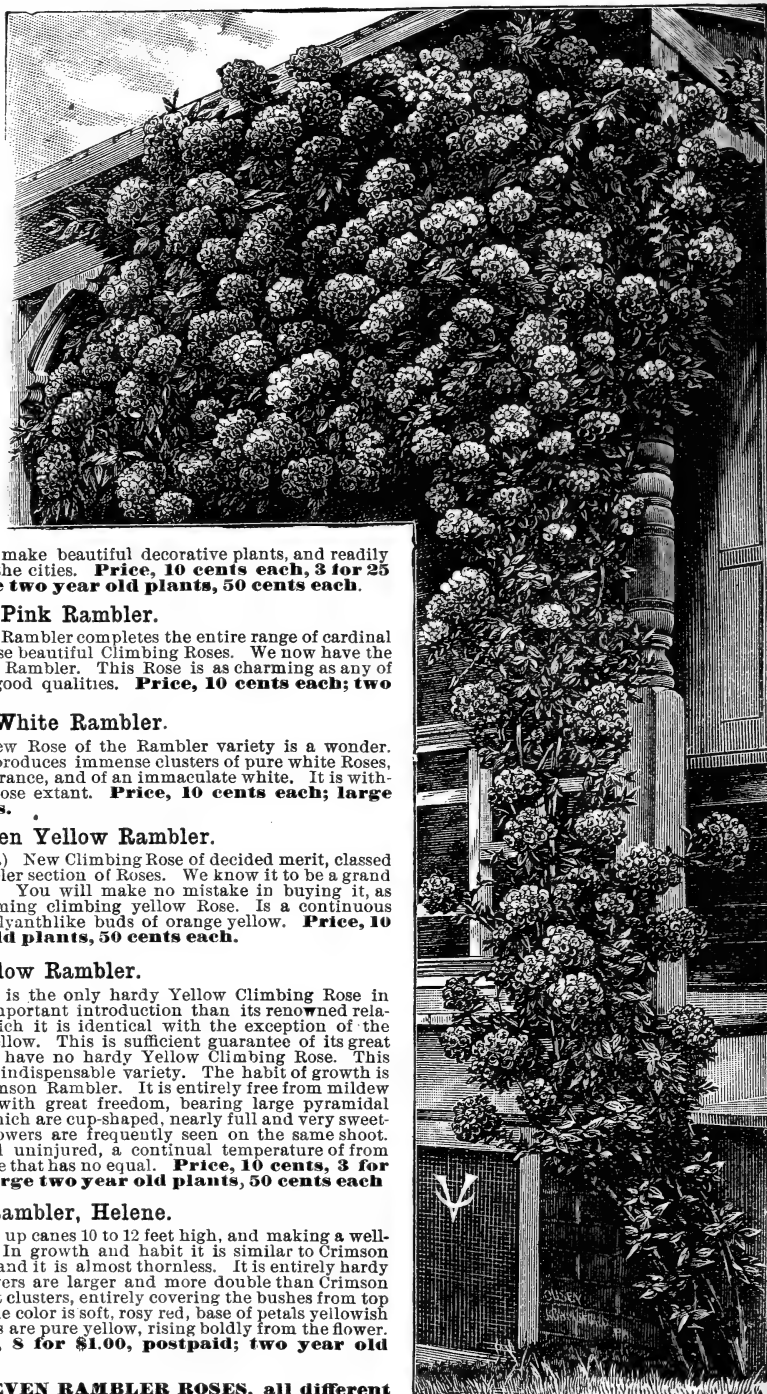 make beautiful decorative plants, and readily
he cities. Price, 10 cents each, 3 for 25
e two year old plants, 50 cents each.
Pink Rambler.
Rambler completes the entire range of cardinal
se beautiful Climbing Roses. We now have the
Rambler. This Rose is as charming as any of
good qualities. Price, 10 cents each; two
White Rambler.
ew Rose of the Rambler variety is a wonder.
produces immense clusters of pure white Roses,
rance, and of an immaculate white. It is with-
ose extant. Price, 10 cents each; large
s.
en Yellow Rambler.
.) New Climbing Rose of decided merit, classed
ler section of Roses. We know it to be a grand
You will make no mistake in buying it, as
ming climbing yellow Rose. Is a continuous
lyanthlike buds of orange yellow. Price, 10
ld plants, 50 cents each.
low Rambler.
is the only hardy Yellow Climbing Rose in
portant introduction than its renowned rela-
ich it is identical with the exception of the
llow. This is sufficient guarantee of its great
have no hardy Yellow Climbing Rose. This
indispensable variety. The habit of growth is
mson Rambler. It is entirely free from mildew
with great freedom, bearing large pyramidal
hich are cup-shaped, nearly full and very sweet-
owers are frequently seen on the same shoot.
l uninjured, a continual temperature of from
e that has no equal. Price, 10 cents, 3 for
rge two year old plants, 50 cents each
ambler, Helene.
up canes 10 to 12 feet high, and making a well-
In growth and habit it is similar to Crimson
and it is almost thornless. It is entirely hardy
ers are larger and more double than Crimson
t clusters, entirely covering the bushes from top
e color is soft, rosy red, base of petals yellowish
s are pure yellow, rising boldly from the flower.
, 8 for $1.00, postpaid; two year old
EVEN RAMBLER ROSES, all different